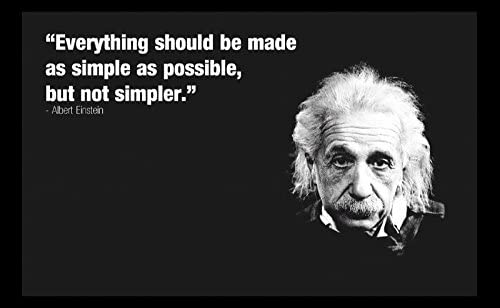 “Everything should be made
as simple as possible,
but not simpler.”
- Albert Einstein